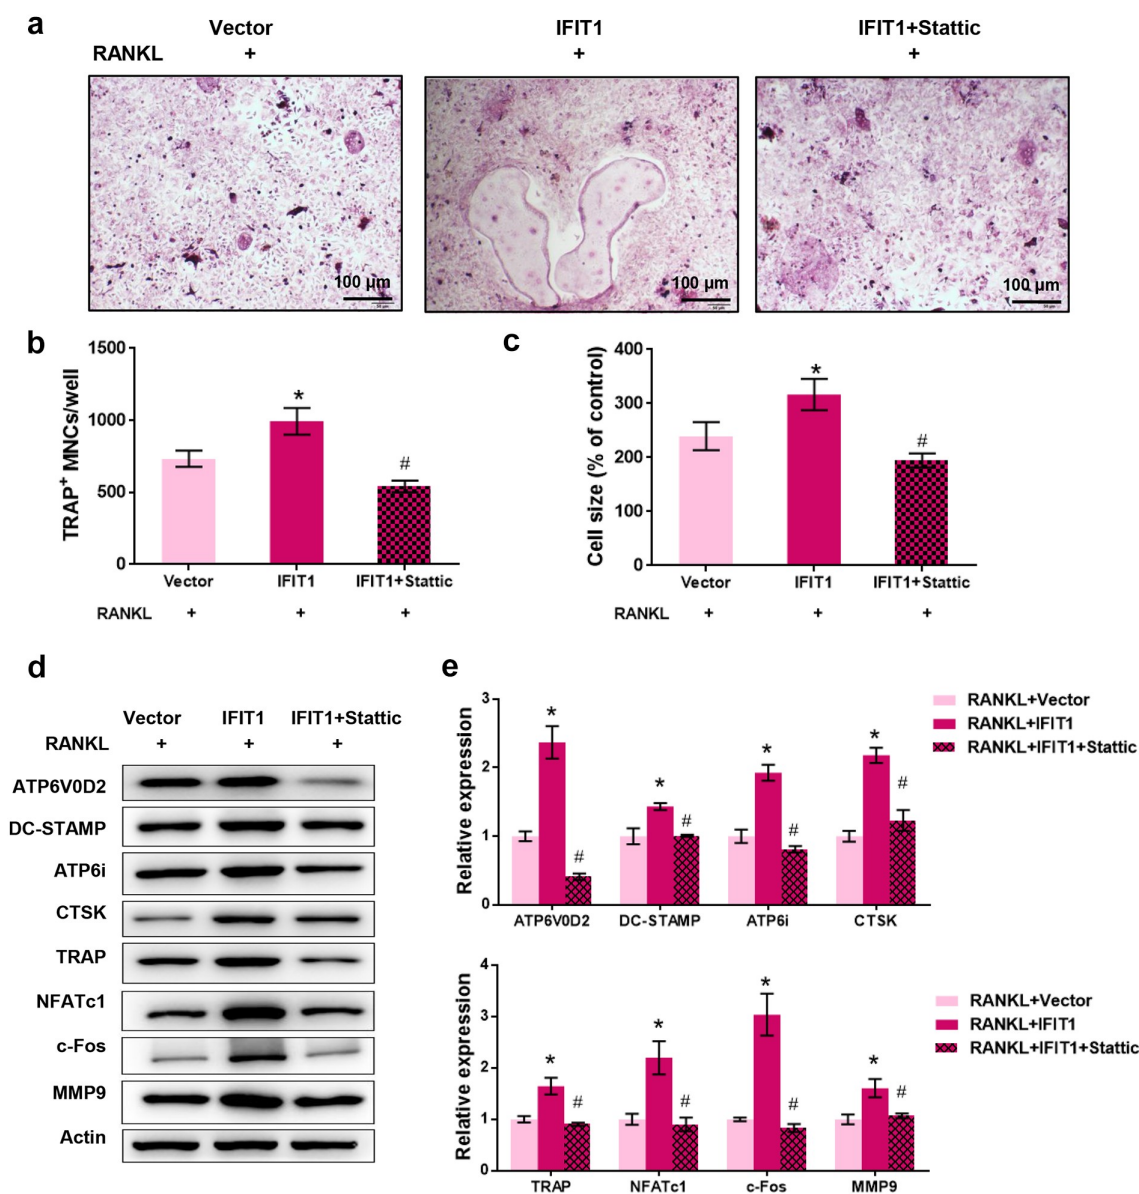 a
Vector IFIT1 IFIT1+Stattic
RANKL + + +
100 µm 100 µm 100 µm
b
TRAP+ MNCs/well
1500
1000
500
0
*
#
Vector IFIT1 IFIT1+Stattic
RANKL + + +
c
Cell size (% of control)
400
300
200
100
0
*
#
Vector IFIT1 IFIT1+Stattic
RANKL + + +
d
Vector IFIT1 IFIT1+Stattic
RANKL + + +
ATP6V0D2
DC-STAMP
ATP6i
CTSK
TRAP
NFATc1
c-Fos
MMP9
Actin
e
Relative expression
3
2
1
0
* * * *
# # # #
ATP6V0D2 DC-STAMP ATP6i CTSK
RANKL+Vector
RANKL+IFIT1
RANKL+IFIT1+Stattic
Relative expression
4
3
2
1
0
* * * *
# # # #
TRAP NFATc1 c-Fos MMP9
RANKL+Vector
RANKL+IFIT1
RANKL+IFIT1+Stattic